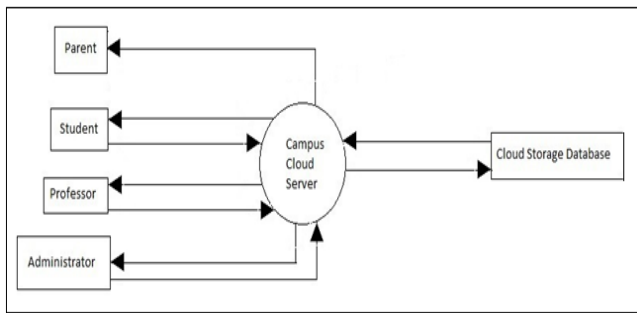 Parent
Student
Campus
Cloud
Server
Cloud Storage Database
Professor
Administrator